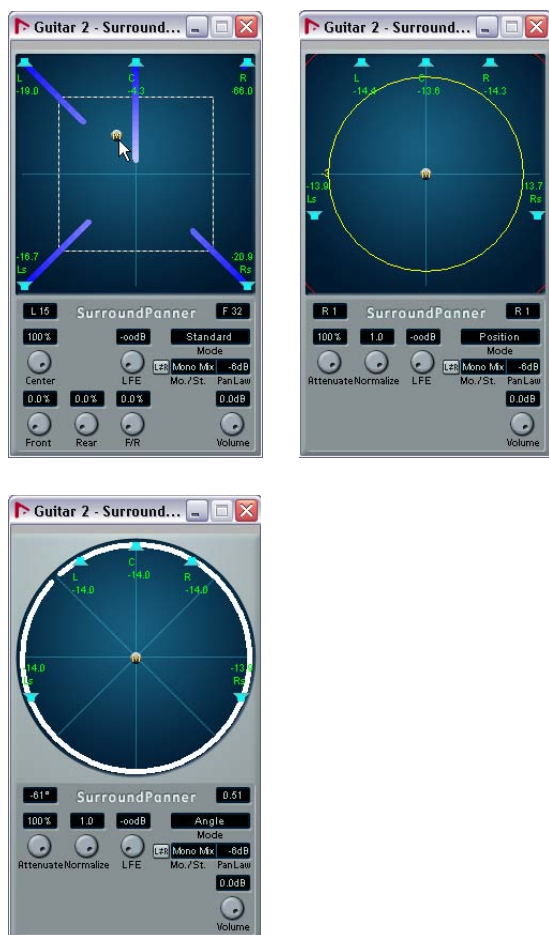 Guitar 2 - Surround...
L C R
-19.0 -4.3 -66.0
-16.7 -20.9
Ls Rs
L 15 SurroundPanner F 32
100% -oodB Standard
Mode
L≠R Mono Mix -6dB
Center LFE Mo./St. PanLaw
0.0% 0.0% 0.0% 0.0dB
Front Rear F/R Volume
Guitar 2 - Surround...
L C R
-14.4 -13.6 -14.3
-3
-13.9 13.7
Ls Rs
R 1 SurroundPanner R 1
100% 1.0 -oodB Position
Mode
L≠R Mono Mix -6dB
Attenuate Normalize LFE Mo./St. PanLaw
0.0dB
Volume
Guitar 2 - Surround...
C
-14.0
L R
-14.0 -14.0
14.0
Ls Rs
-61° SurroundPanner 0.51
100% 1.0 -oodB Angle
Mode
L≠R Mono Mix -6dB
Attenuate Normalize LFE Mo./St. PanLaw
0.0dB
Volume